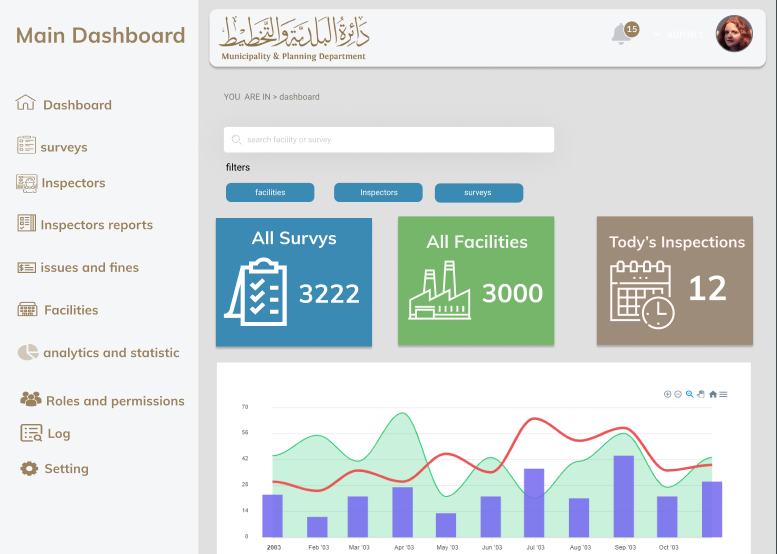 Main Dashboard
Dashboard
surveys
Inspectors
Inspectors reports
issues and fines
Facilities
analytics and statistic
Roles and permissions
Log
Setting
دائرة البلدية والتخطيط
Municipality & Planning Department
15
YOU ARE IN > dashboard
search facility or survey
filters
facilities
Inspectors
surveys
All Survys
3222
All Facilities
3000
Tody's Inspections
12
70
56
42
28
14
0
2003
Feb '03
Mar '03
Apr '03
May '03
Jun '03
Jul '03
Aug '03
Sep '03
Oct '03